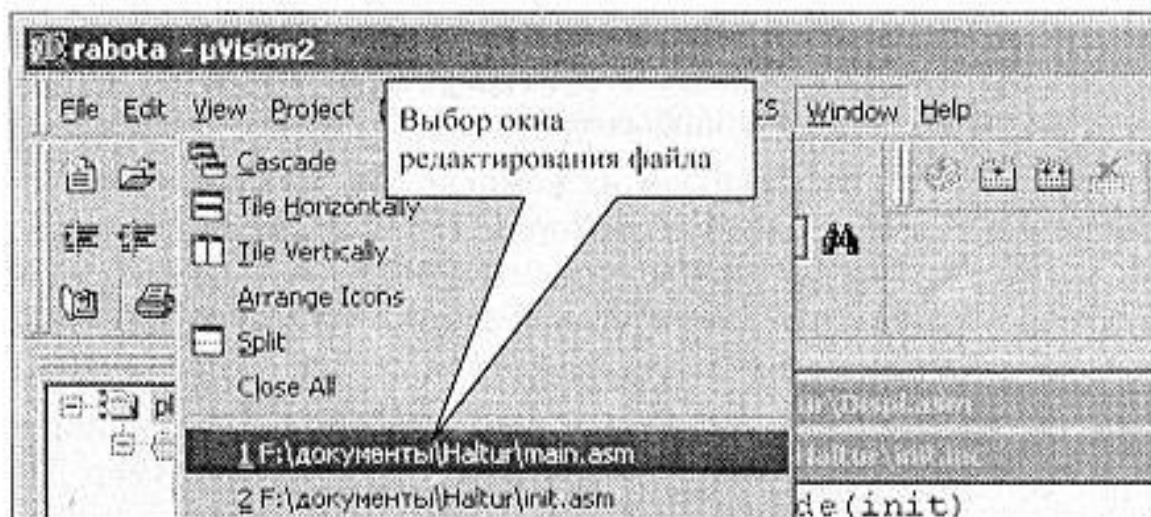 rabota - µVision2
File Edit View Project Window Help
Выбор окна
редактирования файла
Cascade
Tile Horizontally
Tile Vertically
Arrange Icons
Split
Close All
1 F:\документы\Haltur\main.asm
2 F:\документы\Haltur\init.asm
de(init)